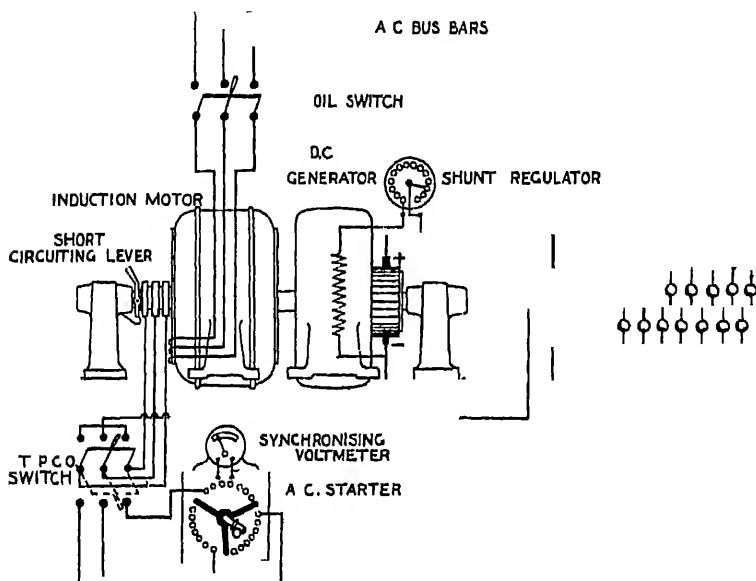 A C BUS BARS
OIL SWITCH
D.C
GENERATOR
SHUNT REGULATOR
INDUCTION MOTOR
SHORT
CIRCUITING LEVER
+
-
SYNCHRONISING
VOLTMETER
T P C O
SWITCH
A C. STARTER